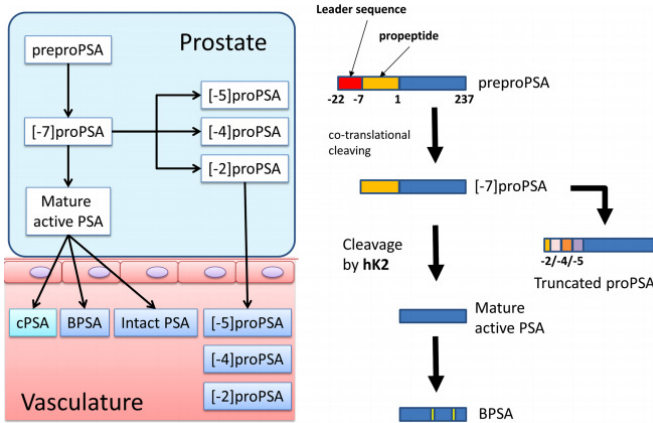 Prostate
preproPSA
[-7]proPSA
Mature
active PSA
[-5]proPSA
[-4]proPSA
[-2]proPSA
cPSA
BPSA
Intact PSA
[-5]proPSA
[-4]proPSA
[-2]proPSA
Vasculature
Leader sequence
propeptide
preproPSA
-22 -7 1 237
co-translational
cleaving
[-7]proPSA
Cleavage
by hK2
-2/-4/-5
Truncated proPSA
Mature
active PSA
BPSA